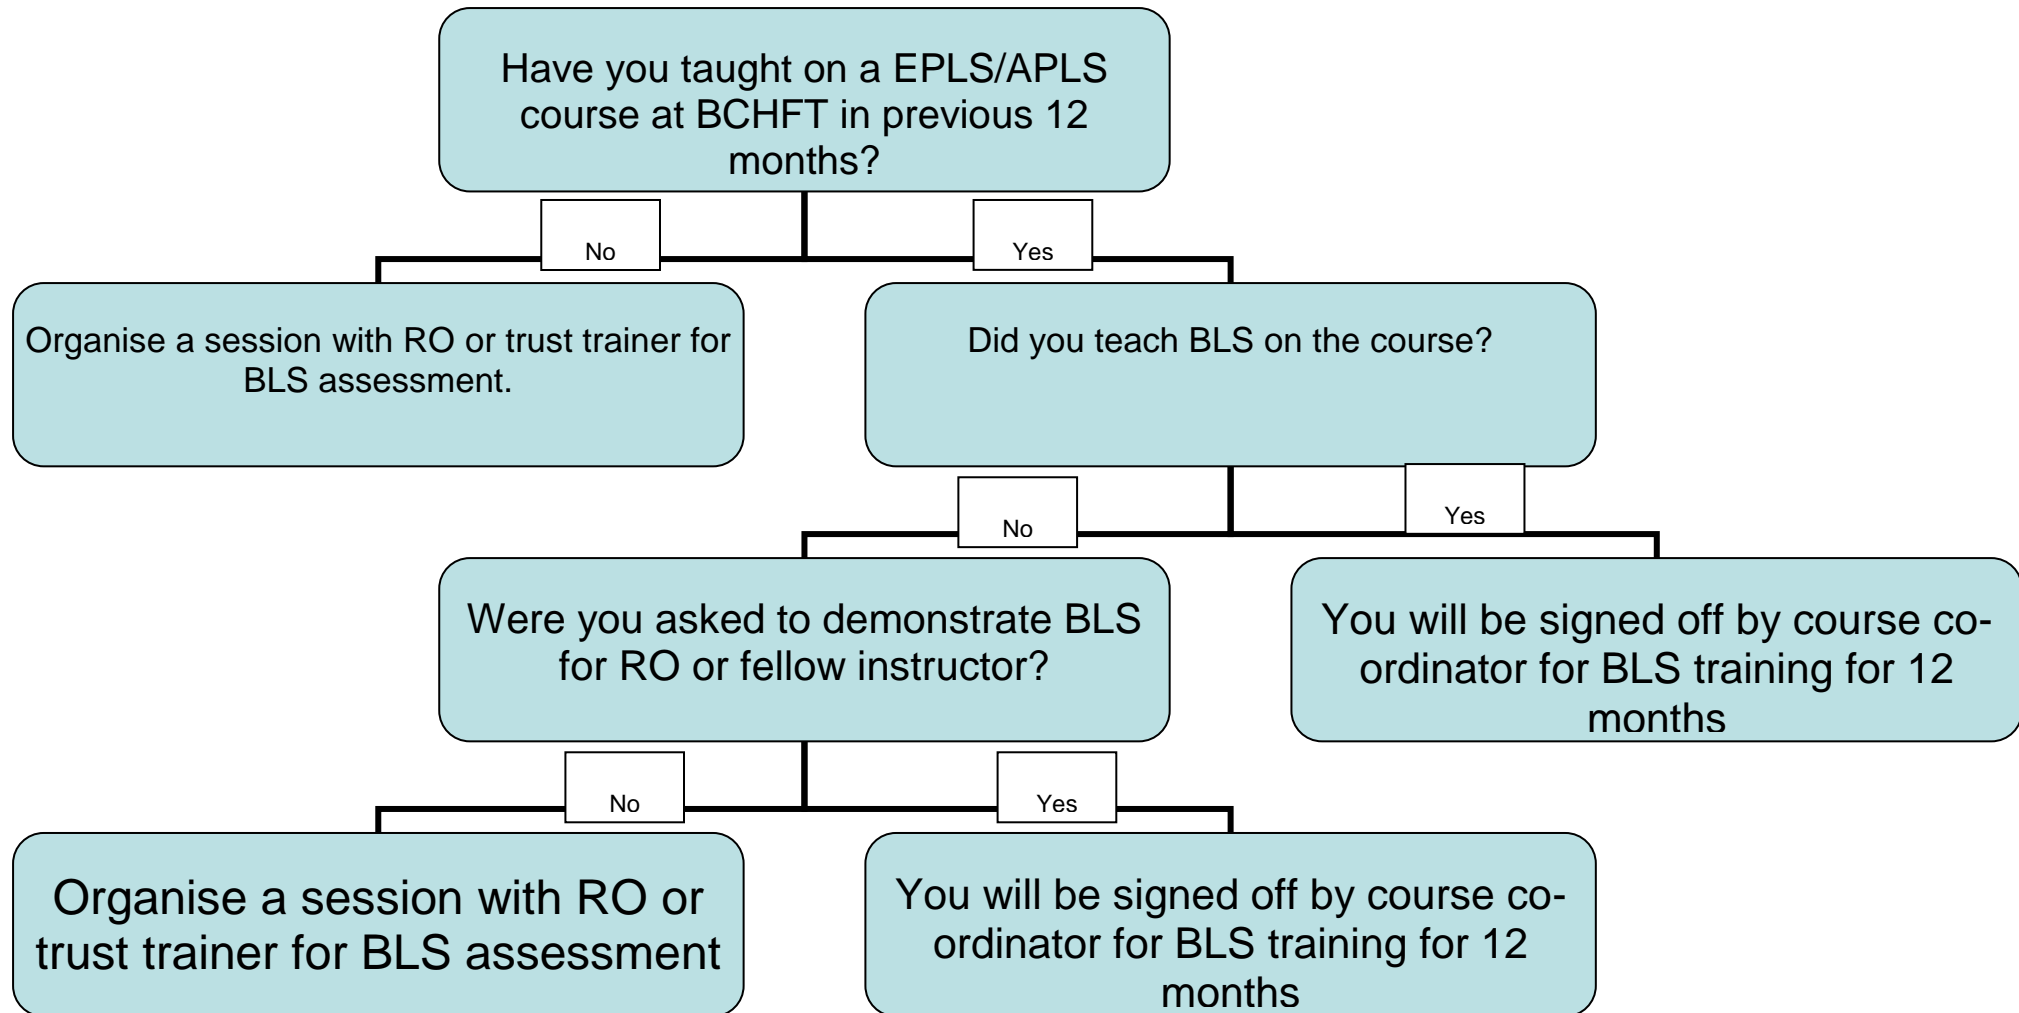 Have you taught on a EPLS/APLS
course at BCHFT in previous 12
months?
No
Yes
Organise a session with RO or trust trainer for
BLS assessment.
Did you teach BLS on the course?
No
Yes
Were you asked to demonstrate BLS
for RO or fellow instructor?
You will be signed off by course co-
ordinator for BLS training for 12
months
No
Yes
Organise a session with RO or
trust trainer for BLS assessment
You will be signed off by course co-
ordinator for BLS training for 12
months